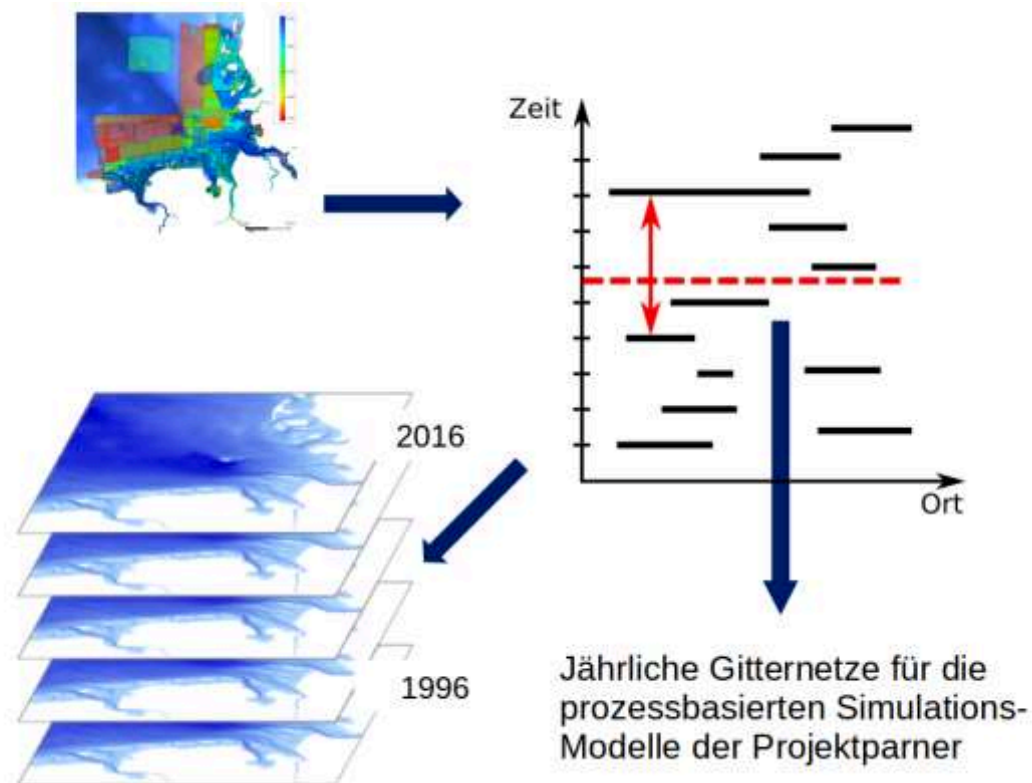 Zeit
Ort
2016
1996
Jährliche Gitternetze für die
prozessbasierten Simulations-
Modelle der Projektparner